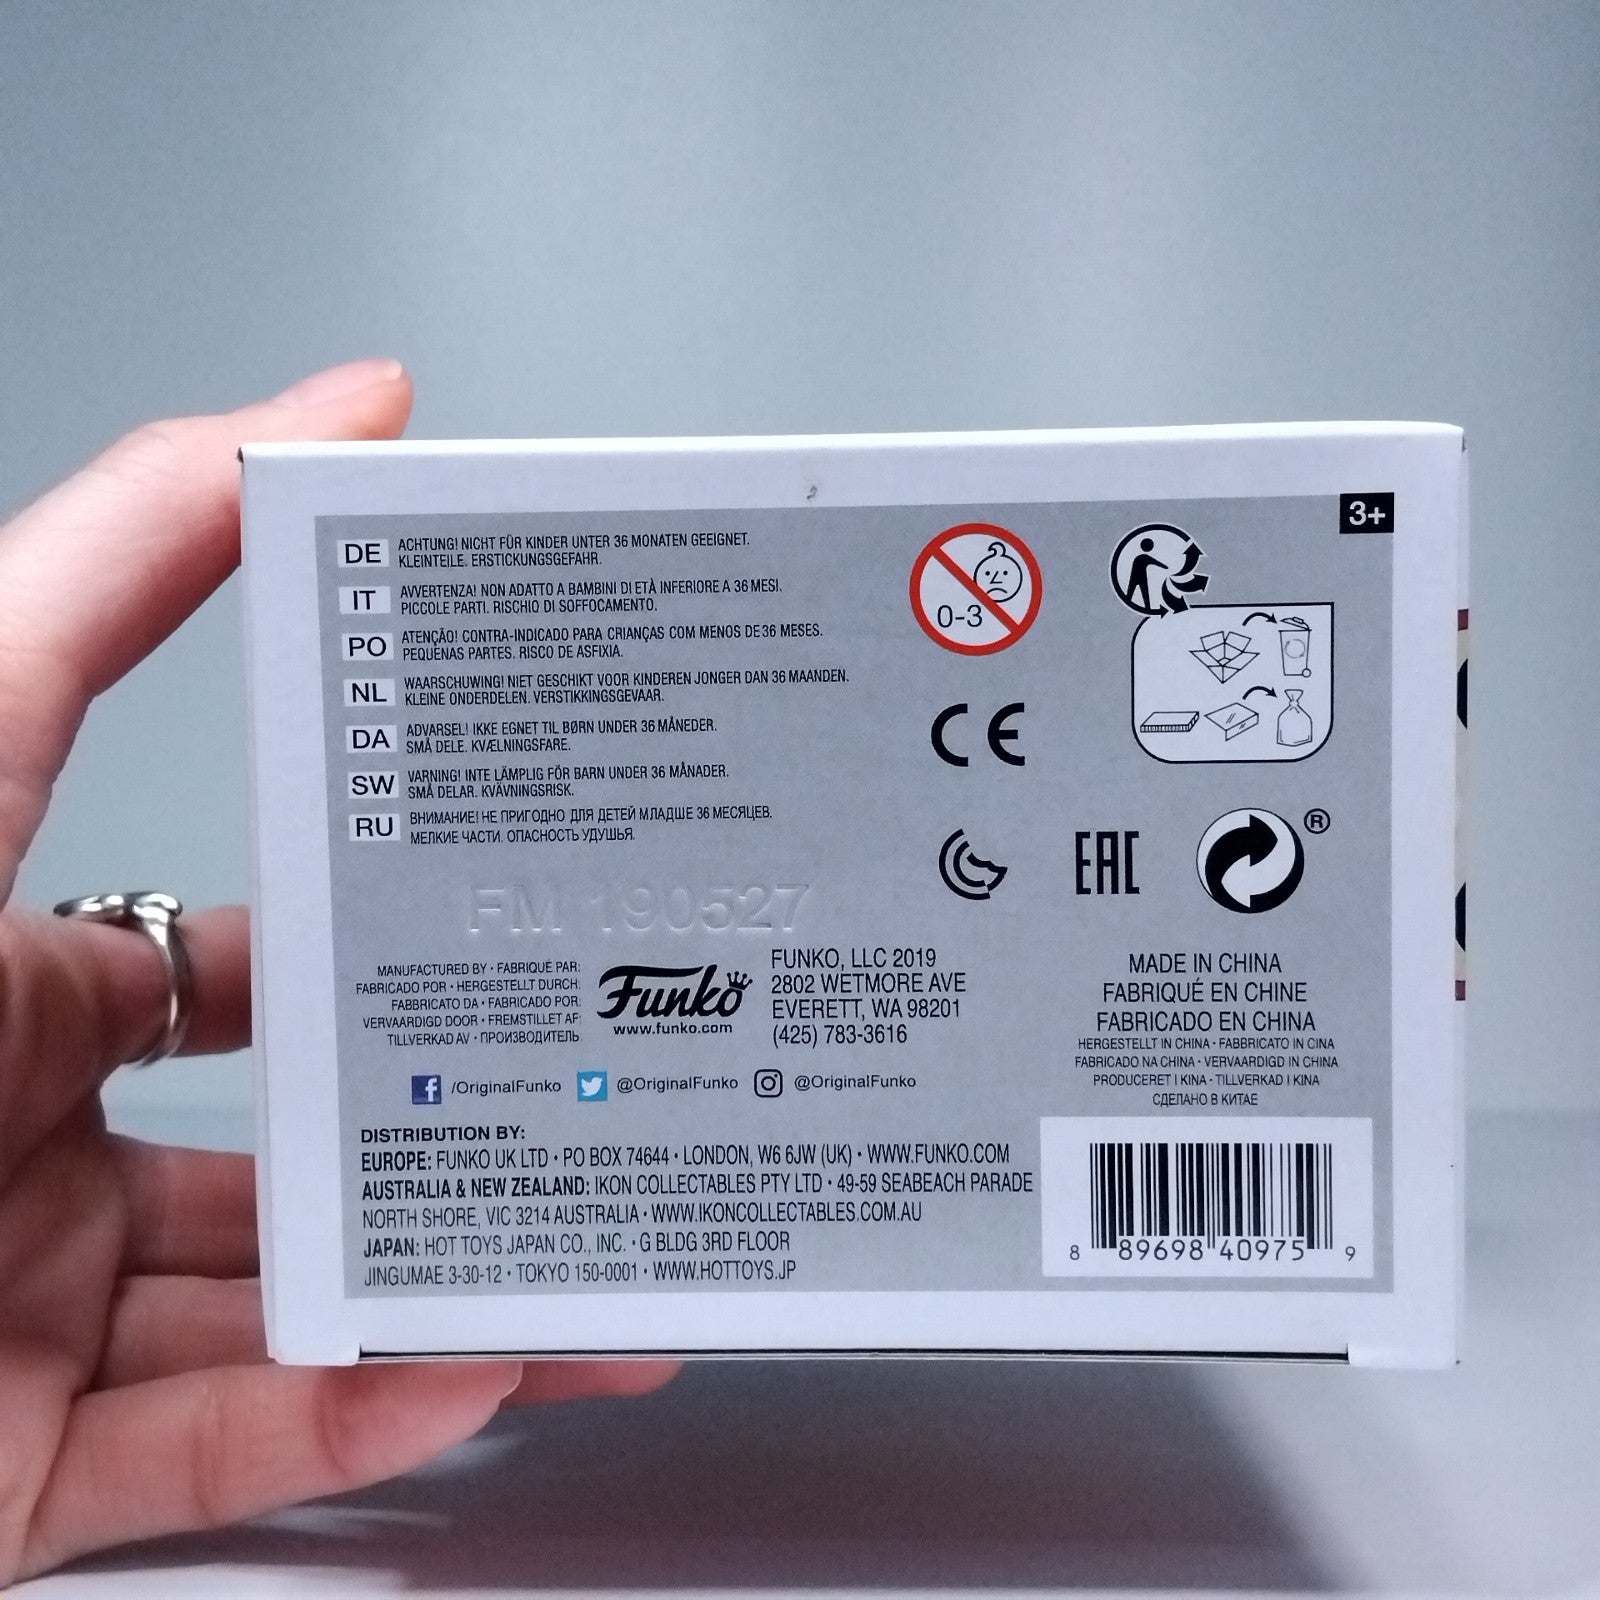 3+
DE ACHTUNG! NICHT FÜR KINDER UNTER 36 MONATEN GEEIGNET.
KLEINTEILE. ERSTICKUNGSGEFAHR.
IT AVVERTENZA! NON ADATTO A BAMBINI DI ETÀ INFERIORE A 36 MESI.
PICCOLE PARTI. RISCHIO DI SOFFOCAMENTO.
PO ATENÇÃO! CONTRA-INDICADO PARA CRIANÇAS COM MENOS DE 36 MESES.
PEQUENAS PARTES. RISCO DE ASFIXIA.
NL WAARSCHUWING! NIET GESCHIKT VOOR KINDEREN JONGER DAN 36 MAANDEN.
KLEINE ONDERDELEN. VERSTIKKINGSGEVAAR.
DA ADVARSEL! IKKE EGNET TIL BØRN UNDER 36 MÅNEDER.
SMÅ DELE. KVÆLNINGSFARE.
SW VARNING! INTE LÄMPLIG FÖR BARN UNDER 36 MÅNADER.
SMÅ DELAR. KVÄVNINGSRISK.
RU ВНИМАНИЕ! НЕ ПРИГОДНО ДЛЯ ДЕТЕЙ МЛАДШЕ 36 МЕСЯЦЕВ.
МЕЛКИЕ ЧАСТИ. ОПАСНОСТЬ УДУШЬЯ.
0-3
CE
EAC
®
FM 190527
MANUFACTURED BY • FABRIQUÉ PAR:
FABRICADO POR • HERGESTELLT DURCH:
FABBRICATO DA • FABRICADO POR:
VERVAARDIGD DOOR • FREMSTILLET AF:
TILLVERKAD AV • ПРОИЗВОДИТЕЛЬ:
Funko
www.funko.com
FUNKO, LLC 2019
2802 WETMORE AVE
EVERETT, WA 98201
(425) 783-3616
/OriginalFunko @OriginalFunko @OriginalFunko
MADE IN CHINA
FABRIQUÉ EN CHINE
FABRICADO EN CHINA
HERGESTELLT IN CHINA • FABBRICATO IN CINA
FABRICADO NA CHINA • VERVAARDIGD IN CHINA
PRODUCERET I KINA • TILLVERKAD I KINA
СДЕЛАНО В КИТАЕ
DISTRIBUTION BY:
EUROPE: FUNKO UK LTD • PO BOX 74644 • LONDON, W6 6JW (UK) • WWW.FUNKO.COM
AUSTRALIA & NEW ZEALAND: IKON COLLECTABLES PTY LTD • 49-59 SEABEACH PARADE
NORTH SHORE, VIC 3214 AUSTRALIA • WWW.IKONCOLLECTABLES.COM.AU
JAPAN: HOT TOYS JAPAN CO., INC. • G BLDG 3RD FLOOR
JINGUMAE 3-30-12 • TOKYO 150-0001 • WWW.HOTTOYS.JP
8 89698 40975 9